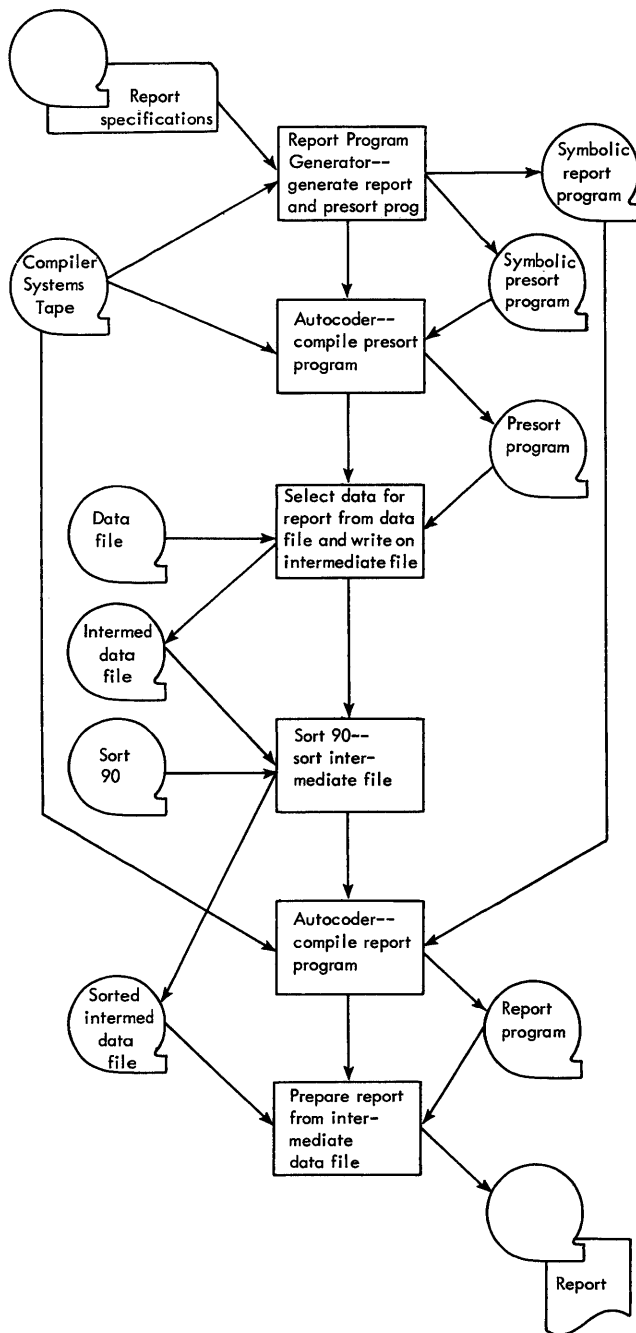 Report
specifications
Report Program
Generator--
generate report
and presort prog
Symbolic
report
program
Compiler
Systems
Tape
Symbolic
presort
program
Autocoder--
compile presort
program
Presort
program
Data
file
Select data for
report from data
file and write on
intermediate file
Intermed
data
file
Sort
90
Sort 90--
sort inter-
mediate file
Autocoder--
compile report
program
Sorted
intermed
data
file
Report
program
Prepare report
from inter-
mediate
data file
Report